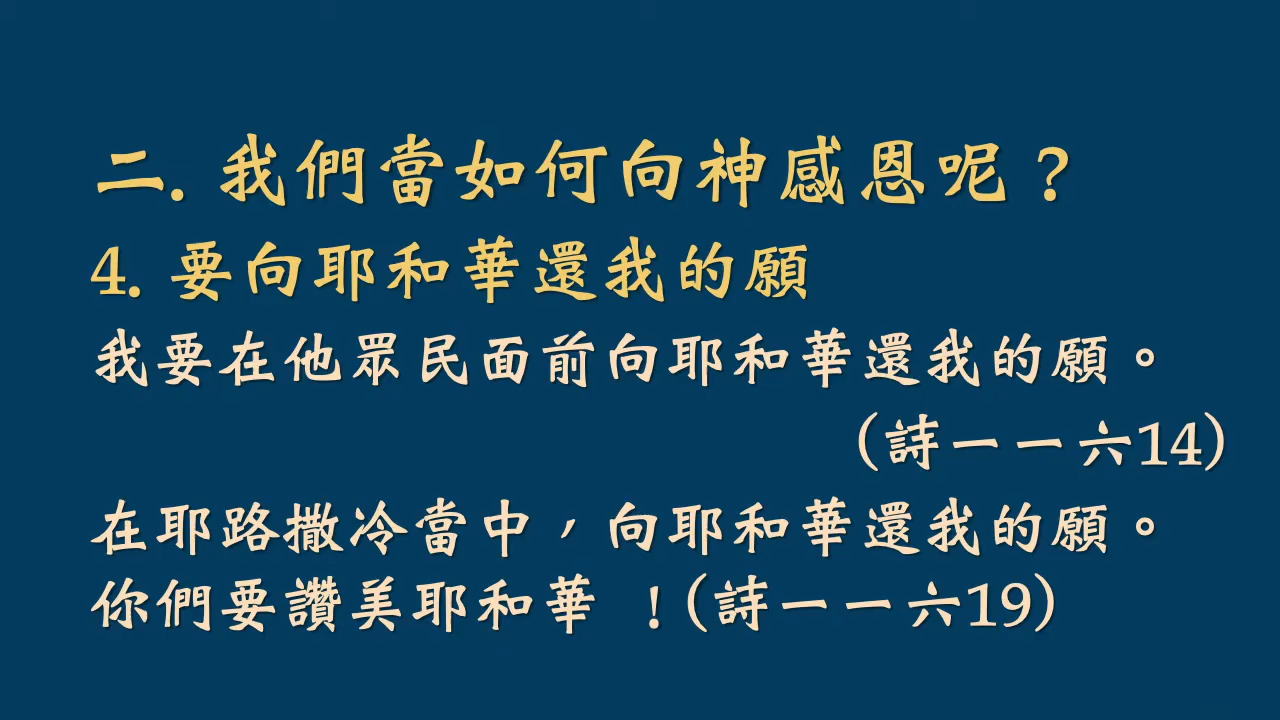 二. 我們當如何向神感恩呢？
4. 要向耶和華還我的願
我要在他眾民面前向耶和華還我的願。
(詩一一六14)
在耶路撒冷當中，向耶和華還我的願。
你們要讚美耶和華 ！(詩一一六19)